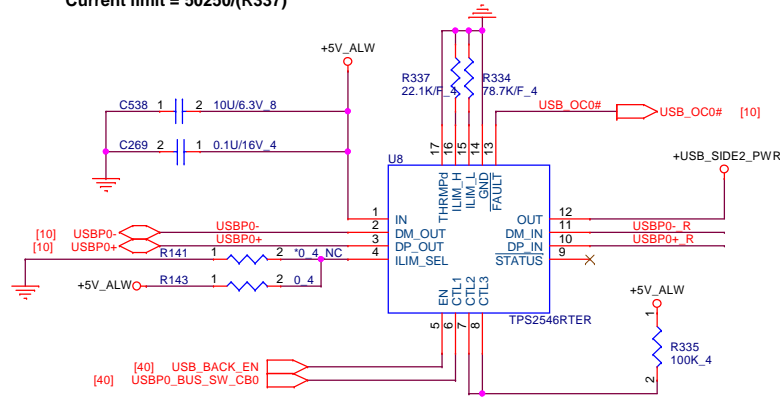 Current limit = 50250/(R337)
+5V_ALW
R337
22.1K/F_4
R334
78.7K/F_4
C538 1 2 10U/6.3V_8
USB_OC0# USB_OC0# [10]
C269 2 1 0.1U/16V_4
+USB_SIDE2_PWR
U8
17 16 15 14 13
THRMPd ILIM_H ILIM_L GND FAULT
1 IN OUT 12
[10] USBP0- USBP0- 2 DM_OUT DM_IN 11 USBP0-_R
[10] USBP0+ USBP0+ 3 DP_OUT DP_IN 10 USBP0+_R
R141 1 2 *0_4_NC 4 ILIM_SEL STATUS 9
+5V_ALW R143 1 2 0_4
EN CTL1 CTL2 CTL3
5 6 7 8
TPS2546RTER
+5V_ALW
1
R335
100K_4
2
[40] USB_BACK_EN
[40] USBP0_BUS_SW_CB0